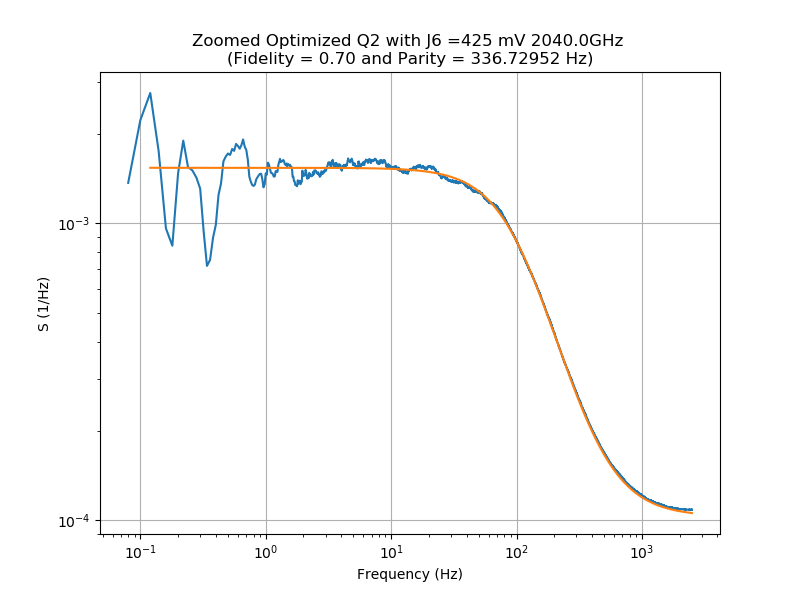 Zoomed Optimized Q2 with J6 =425 mV 2040.0GHz
(Fidelity = 0.70 and Parity = 336.72952 Hz)
S (1/Hz)
10⁻³
10⁻⁴
10⁻¹ 10⁰ 10¹ 10² 10³
Frequency (Hz)